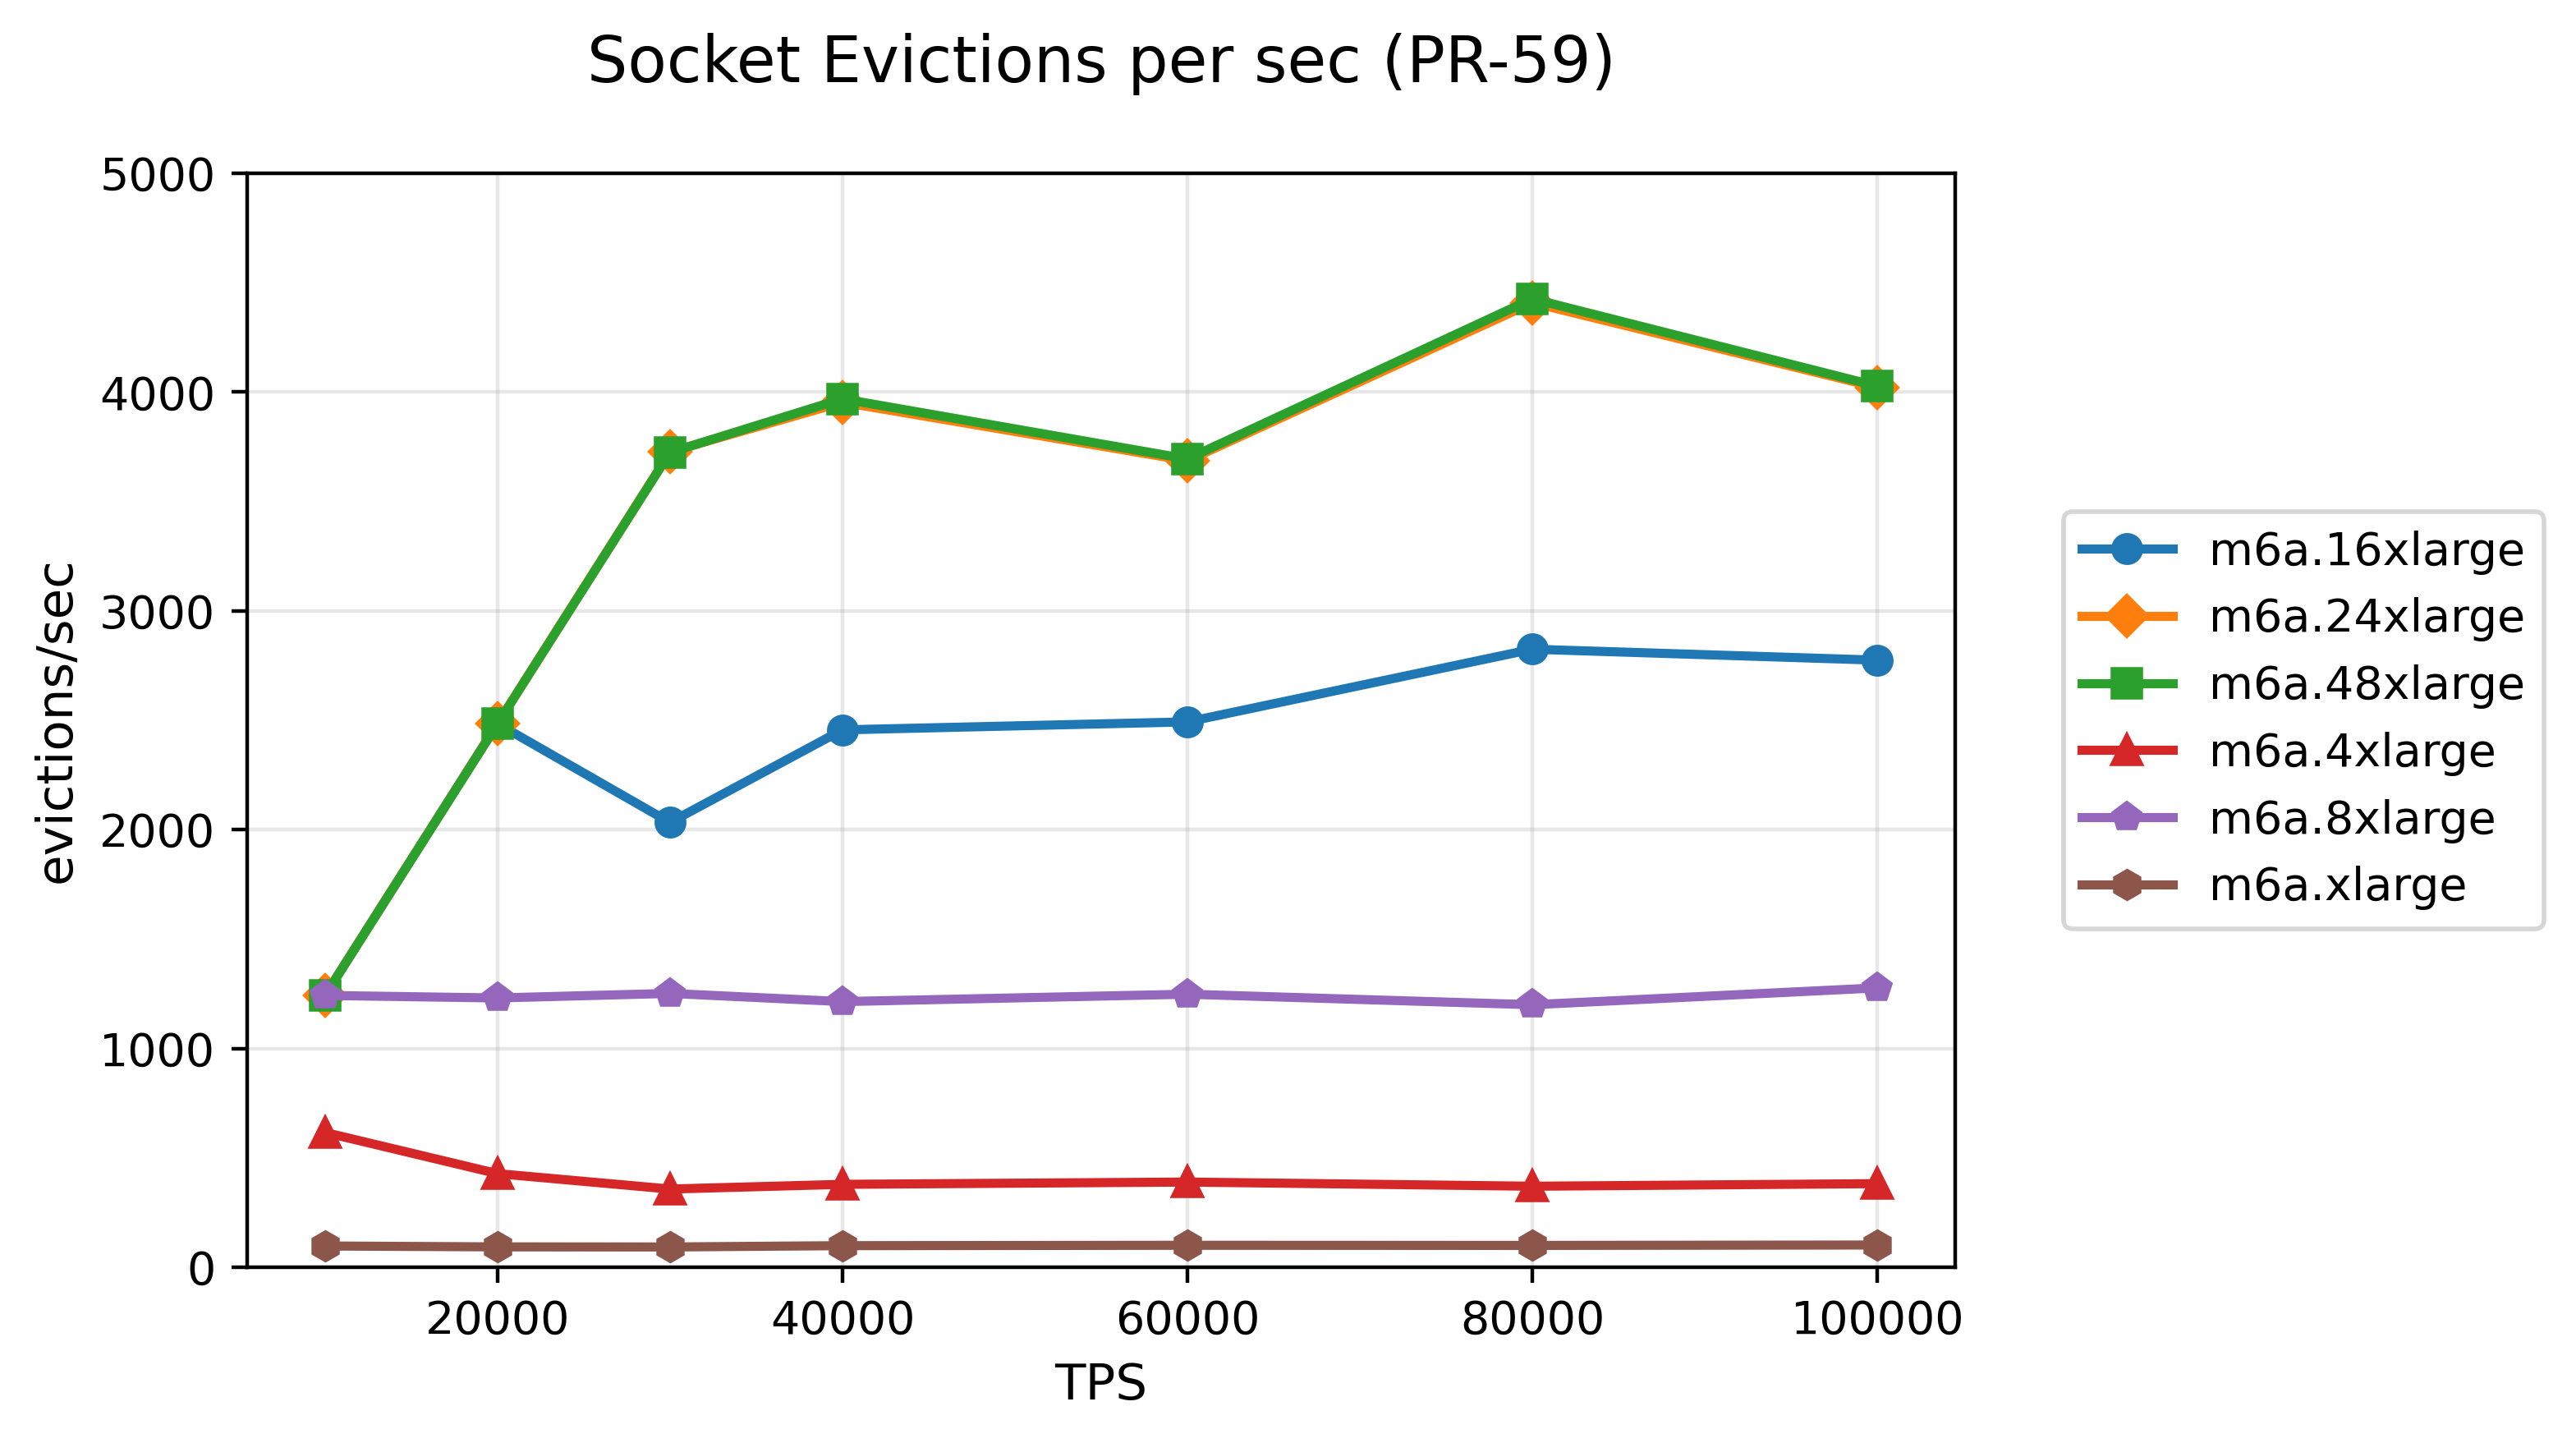 Socket Evictions per sec (PR-59)
5000
4000
3000
2000
1000
0
evictions/sec
20000 40000 60000 80000 100000
TPS
m6a.16xlarge
m6a.24xlarge
m6a.48xlarge
m6a.4xlarge
m6a.8xlarge
m6a.xlarge